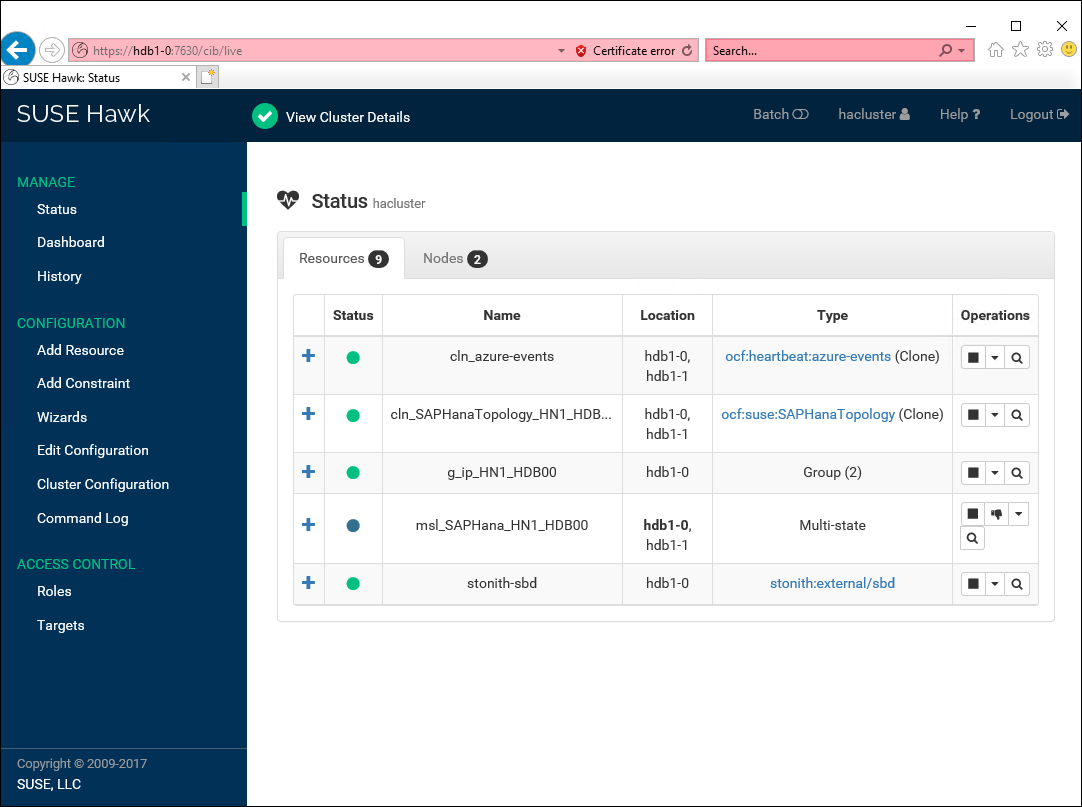 https://hdb1-0:7630/cib/live
Certificate error
Search...
SUSE Hawk: Status
SUSE Hawk
View Cluster Details
Batch
hacluster
Help ?
Logout
MANAGE
Status
Dashboard
History
CONFIGURATION
Add Resource
Add Constraint
Wizards
Edit Configuration
Cluster Configuration
Command Log
ACCESS CONTROL
Roles
Targets
Copyright © 2009-2017
SUSE, LLC
Status hacluster
Resources 9
Nodes 2
Status Name Location Type Operations
cln_azure-events hdb1-0, ocf:heartbeat:azure-events (Clone)
hdb1-1
cln_SAPHanaTopology_HN1_HDB... hdb1-0, ocf:suse:SAPHanaTopology (Clone)
hdb1-1
g_ip_HN1_HDB00 hdb1-0 Group (2)
msl_SAPHana_HN1_HDB00 hdb1-0, Multi-state
hdb1-1
stonith-sbd hdb1-0 stonith:external/sbd